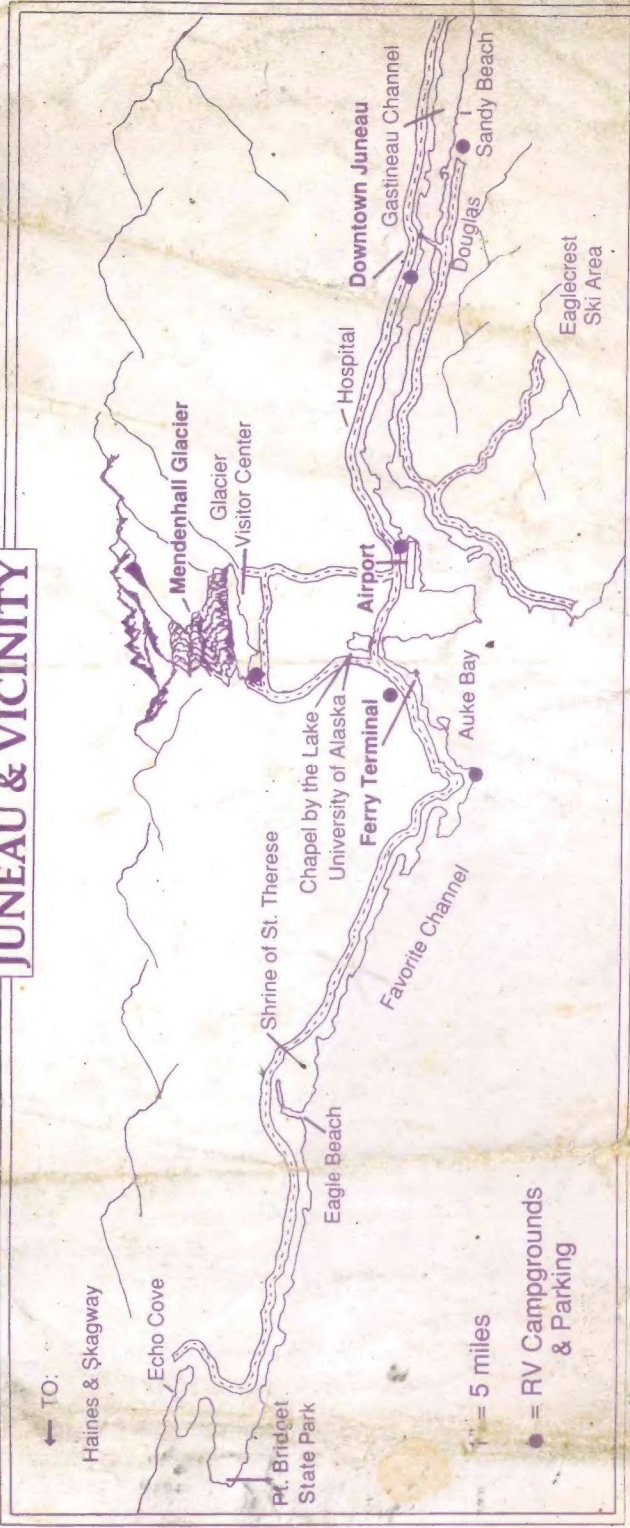 JUNEAU & VICINITY
← TO:
Haines & Skagway
Echo Cove
Pt. Bridget
State Park
Eagle Beach
Shrine of St. Therese
Favorite Channel
Mendenhall Glacier
Glacier
Visitor Center
Chapel by the Lake
University of Alaska
Ferry Terminal
Auke Bay
Airport
Hospital
Downtown Juneau
Gastineau Channel
Douglas
Sandy Beach
Eaglecrest
Ski Area
1" = 5 miles
● = RV Campgrounds
& Parking